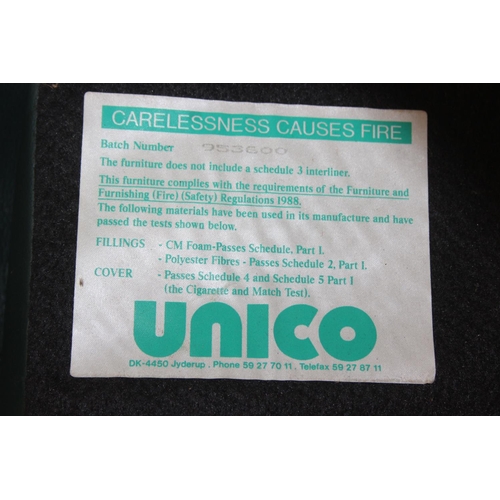 CARELESSNESS CAUSES FIRE
Batch Number 953600
The furniture does not include a schedule 3 interliner.
This furniture complies with the requirements of the Furniture and
Furnishing (Fire) (Safety) Regulations 1988.
The following materials have been used in its manufacture and have
passed the tests shown below.
FILLINGS - CM Foam-Passes Schedule, Part I.
- Polyester Fibres - Passes Schedule 2, Part I.
COVER - Passes Schedule 4 and Schedule 5 Part I
(the Cigarette and Match Test).
UNICO
DK-4450 Jyderup . Phone 59 27 70 11 . Telefax 59 27 87 11